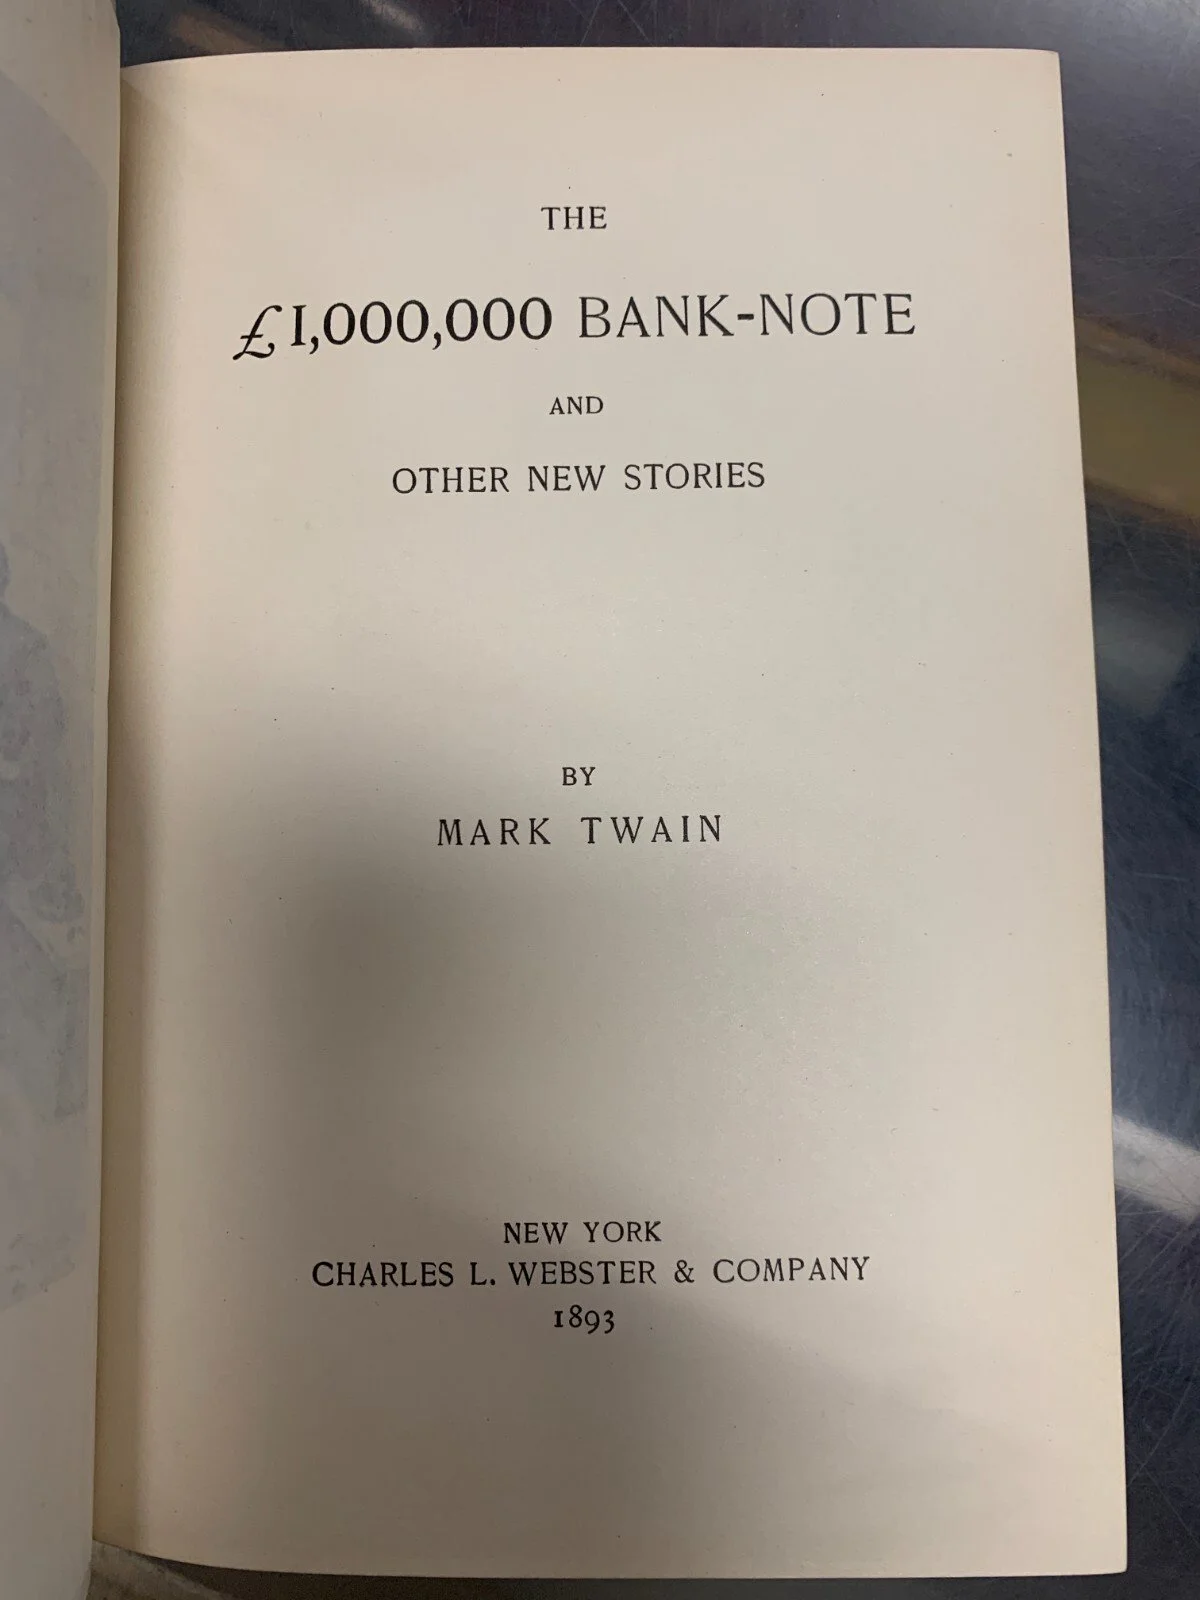 THE
£1,000,000 BANK-NOTE
AND
OTHER NEW STORIES
BY
MARK TWAIN
NEW YORK
CHARLES L. WEBSTER & COMPANY
1893